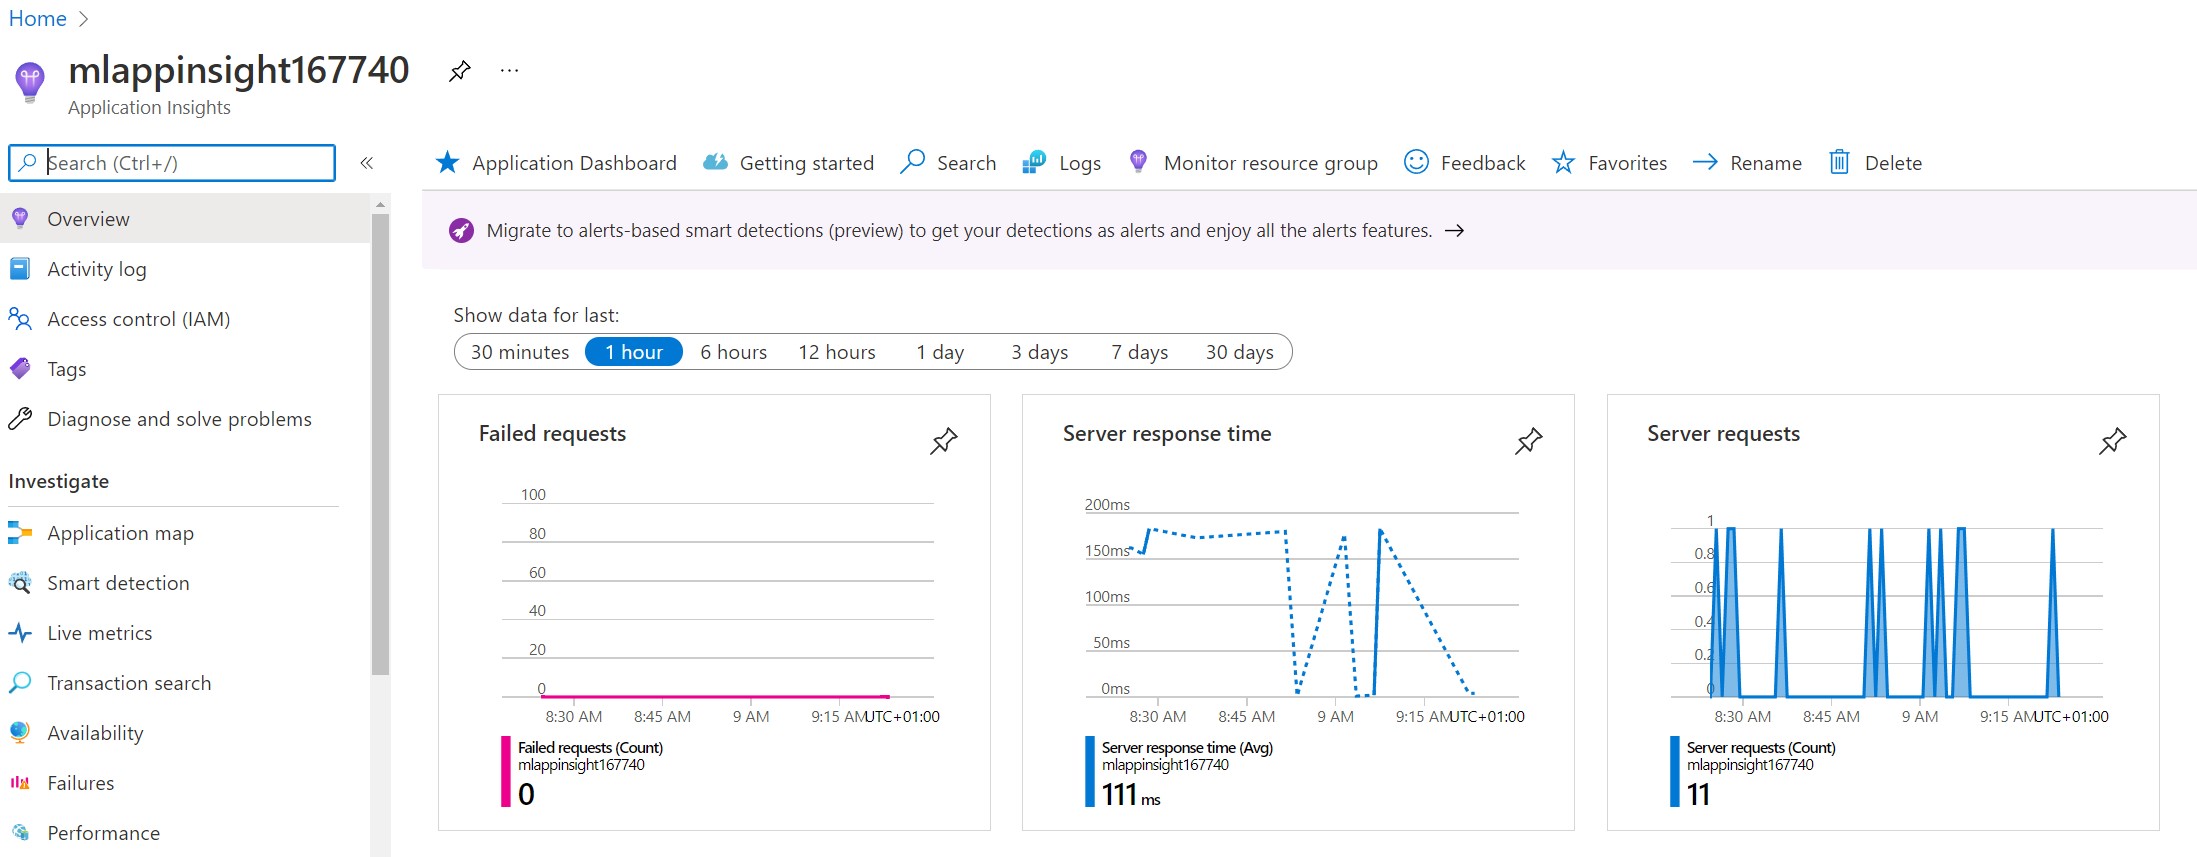 Home
mlappinsight167740
Application Insights
Search (Ctrl+/)
Overview
Activity log
Access control (IAM)
Tags
Diagnose and solve problems
Investigate
Application map
Smart detection
Live metrics
Transaction search
Availability
Failures
Performance
Application Dashboard Getting started Search Logs Monitor resource group Feedback Favorites Rename Delete
Migrate to alerts-based smart detections (preview) to get your detections as alerts and enjoy all the alerts features.
Show data for last:
30 minutes 1 hour 6 hours 12 hours 1 day 3 days 7 days 30 days
Failed requests
100
80
60
40
20
0
8:30 AM 8:45 AM 9 AM 9:15 AM UTC+01:00
Failed requests (Count)
mlappinsight167740
0
Server response time
200ms
150ms
100ms
50ms
0ms
8:30 AM 8:45 AM 9 AM 9:15 AM UTC+01:00
Server response time (Avg)
mlappinsight167740
111 ms
Server requests
1
0.8
0.6
0.4
0.2
0
8:30 AM 8:45 AM 9 AM 9:15 AM UTC+01:00
Server requests (Count)
mlappinsight167740
11